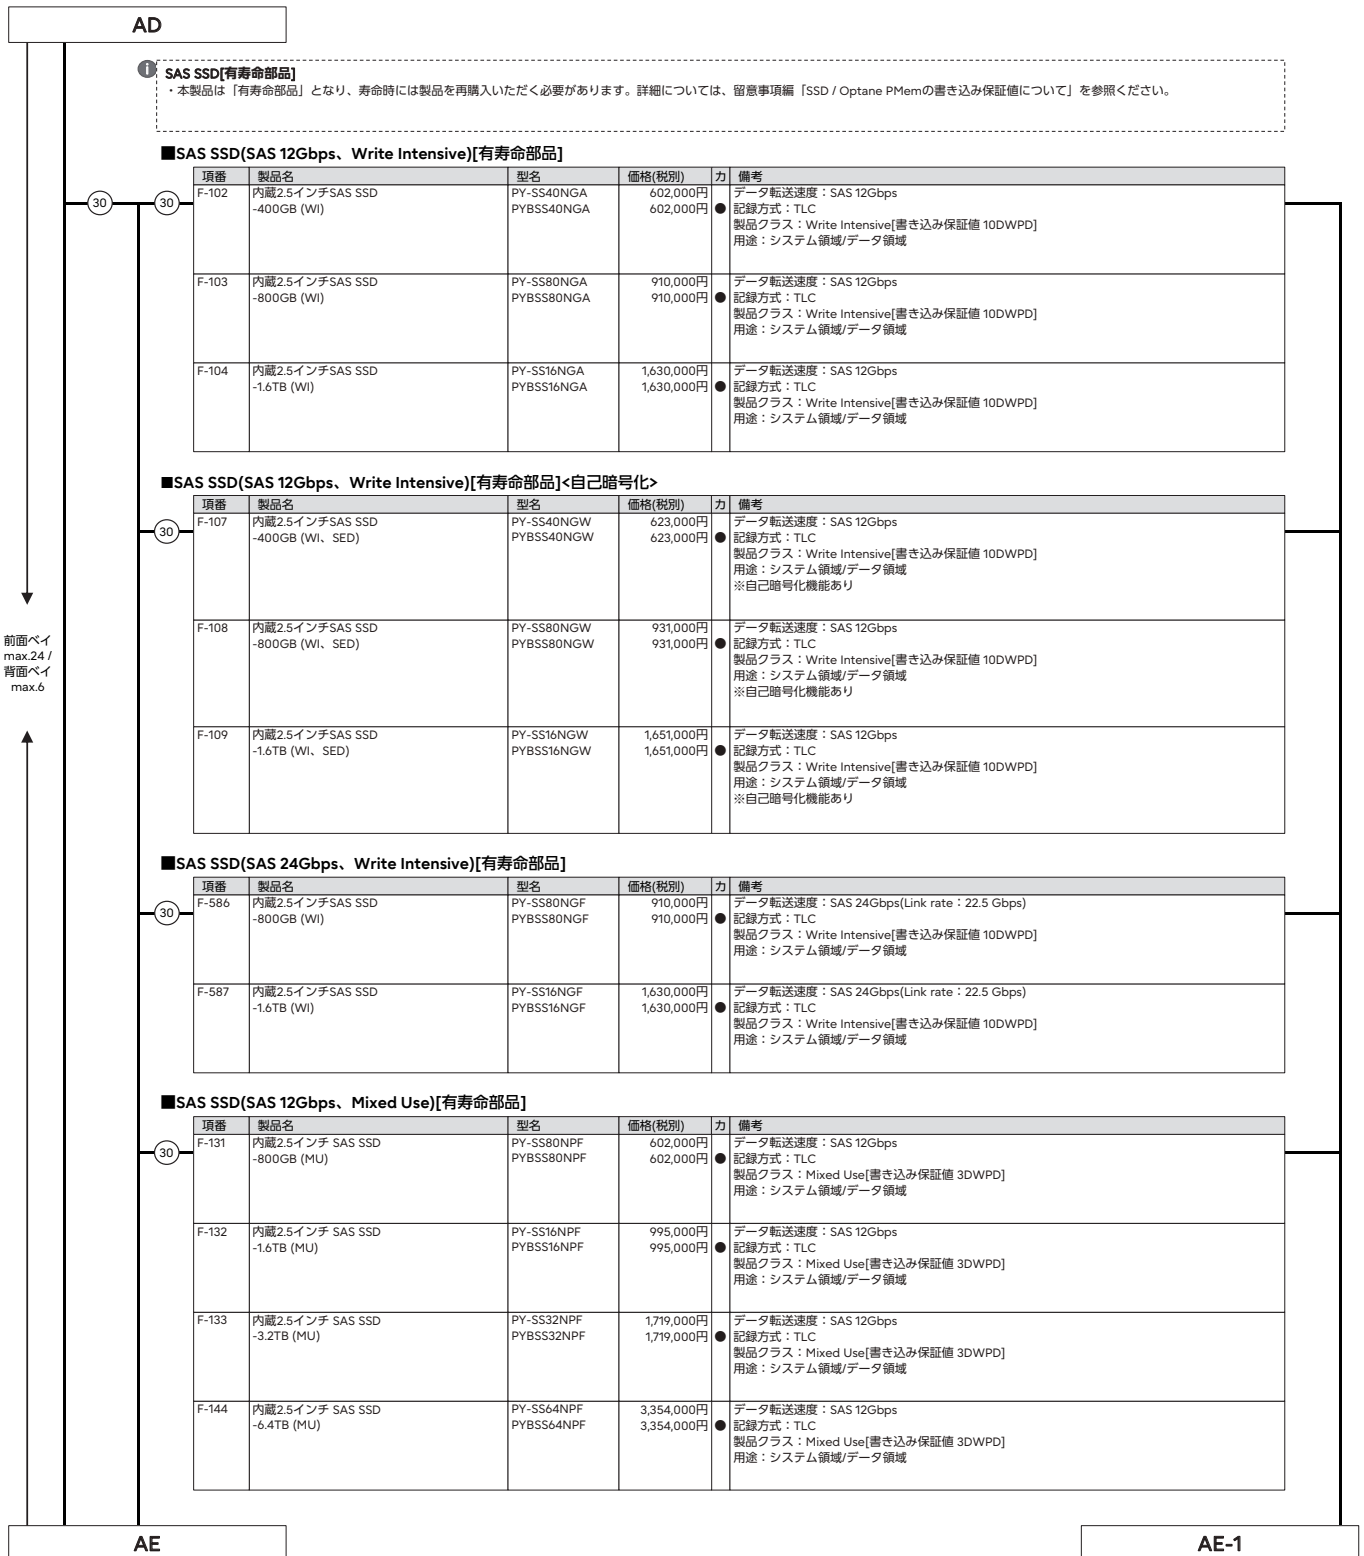 AD
SAS SSD[有寿命部品]
・本製品は「有寿命部品」となり、寿命時には製品を再購入いただく必要があります。詳細については、留意事項編「SSD / Optane PMemの書き込み保証値について」を参照ください。
■SAS SSD(SAS 12Gbps、Write Intensive)[有寿命部品]
項番 製品名 型名 価格(税別) カ 備考
30 30 F-102 内蔵2.5インチSAS SSD PY-SS40NGA 602,000円 データ転送速度：SAS 12Gbps
-400GB (WI) PYBSS40NGA 602,000円 ● 記録方式：TLC
製品クラス：Write Intensive[書き込み保証値 10DWPD]
用途：システム領域/データ領域
F-103 内蔵2.5インチSAS SSD PY-SS80NGA 910,000円 データ転送速度：SAS 12Gbps
-800GB (WI) PYBSS80NGA 910,000円 ● 記録方式：TLC
製品クラス：Write Intensive[書き込み保証値 10DWPD]
用途：システム領域/データ領域
F-104 内蔵2.5インチSAS SSD PY-SS16NGA 1,630,000円 データ転送速度：SAS 12Gbps
-1.6TB (WI) PYBSS16NGA 1,630,000円 ● 記録方式：TLC
製品クラス：Write Intensive[書き込み保証値 10DWPD]
用途：システム領域/データ領域
■SAS SSD(SAS 12Gbps、Write Intensive)[有寿命部品]<自己暗号化>
項番 製品名 型名 価格(税別) カ 備考
30 F-107 内蔵2.5インチSAS SSD PY-SS40NGW 623,000円 データ転送速度：SAS 12Gbps
-400GB (WI、SED) PYBSS40NGW 623,000円 ● 記録方式：TLC
製品クラス：Write Intensive[書き込み保証値 10DWPD]
用途：システム領域/データ領域
※自己暗号化機能あり
F-108 内蔵2.5インチSAS SSD PY-SS80NGW 931,000円 データ転送速度：SAS 12Gbps
-800GB (WI、SED) PYBSS80NGW 931,000円 ● 記録方式：TLC
製品クラス：Write Intensive[書き込み保証値 10DWPD]
用途：システム領域/データ領域
※自己暗号化機能あり
前面ベイ
max.24 /
背面ベイ
max.6
F-109 内蔵2.5インチSAS SSD PY-SS16NGW 1,651,000円 データ転送速度：SAS 12Gbps
-1.6TB (WI、SED) PYBSS16NGW 1,651,000円 ● 記録方式：TLC
製品クラス：Write Intensive[書き込み保証値 10DWPD]
用途：システム領域/データ領域
※自己暗号化機能あり
■SAS SSD(SAS 24Gbps、Write Intensive)[有寿命部品]
項番 製品名 型名 価格(税別) カ 備考
30 F-586 内蔵2.5インチSAS SSD PY-SS80NGF 910,000円 データ転送速度：SAS 24Gbps(Link rate：22.5 Gbps)
-800GB (WI) PYBSS80NGF 910,000円 ● 記録方式：TLC
製品クラス：Write Intensive[書き込み保証値 10DWPD]
用途：システム領域/データ領域
F-587 内蔵2.5インチSAS SSD PY-SS16NGF 1,630,000円 データ転送速度：SAS 24Gbps(Link rate：22.5 Gbps)
-1.6TB (WI) PYBSS16NGF 1,630,000円 ● 記録方式：TLC
製品クラス：Write Intensive[書き込み保証値 10DWPD]
用途：システム領域/データ領域
■SAS SSD(SAS 12Gbps、Mixed Use)[有寿命部品]
項番 製品名 型名 価格(税別) カ 備考
30 F-131 内蔵2.5インチ SAS SSD PY-SS80NPF 602,000円 データ転送速度：SAS 12Gbps
-800GB (MU) PYBSS80NPF 602,000円 ● 記録方式：TLC
製品クラス：Mixed Use[書き込み保証値 3DWPD]
用途：システム領域/データ領域
F-132 内蔵2.5インチ SAS SSD PY-SS16NPF 995,000円 データ転送速度：SAS 12Gbps
-1.6TB (MU) PYBSS16NPF 995,000円 ● 記録方式：TLC
製品クラス：Mixed Use[書き込み保証値 3DWPD]
用途：システム領域/データ領域
F-133 内蔵2.5インチ SAS SSD PY-SS32NPF 1,719,000円 データ転送速度：SAS 12Gbps
-3.2TB (MU) PYBSS32NPF 1,719,000円 ● 記録方式：TLC
製品クラス：Mixed Use[書き込み保証値 3DWPD]
用途：システム領域/データ領域
F-144 内蔵2.5インチ SAS SSD PY-SS64NPF 3,354,000円 データ転送速度：SAS 12Gbps
-6.4TB (MU) PYBSS64NPF 3,354,000円 ● 記録方式：TLC
製品クラス：Mixed Use[書き込み保証値 3DWPD]
用途：システム領域/データ領域
AE AE-1